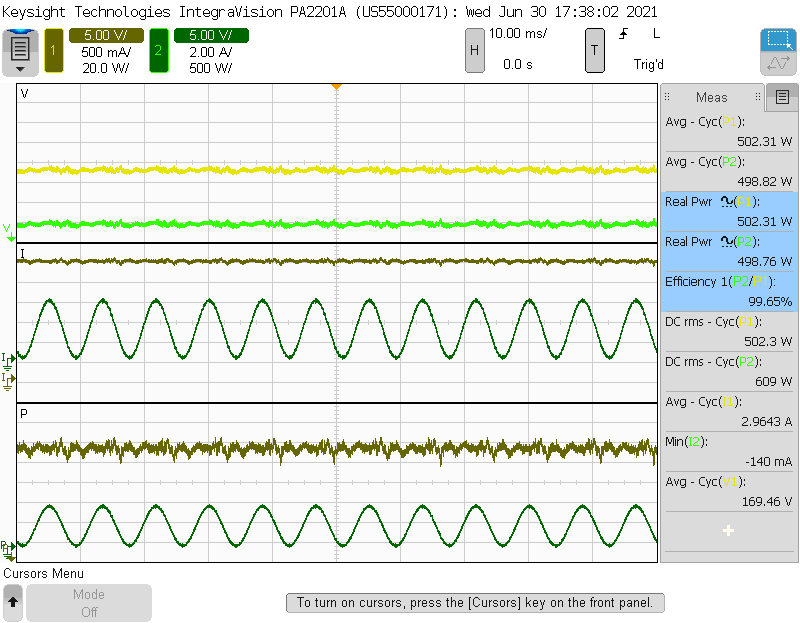 Keysight Technologies IntegraVision PA2201A (US55000171): Wed Jun 30 17:38:02 2021
1
5.00 V/
500 mA/
20.0 W/
2
5.00 V/
2.00 A/
500 W/
H
10.00 ms/
0.0 s
T
L
Trig'd
V
V
I
I
I
P
P
Meas
Avg - Cyc(P1):
502.31 W
Avg - Cyc(P2):
498.82 W
Real Pwr (P1):
502.31 W
Real Pwr (P2):
498.76 W
Efficiency 1(P2/P1):
99.65%
DC rms - Cyc(P1):
502.3 W
DC rms - Cyc(P2):
609 W
Avg - Cyc(I1):
2.9643 A
Min(I2):
-140 mA
Avg - Cyc(V1):
169.46 V
Cursors Menu
Mode
Off
To turn on cursors, press the [Cursors] key on the front panel.